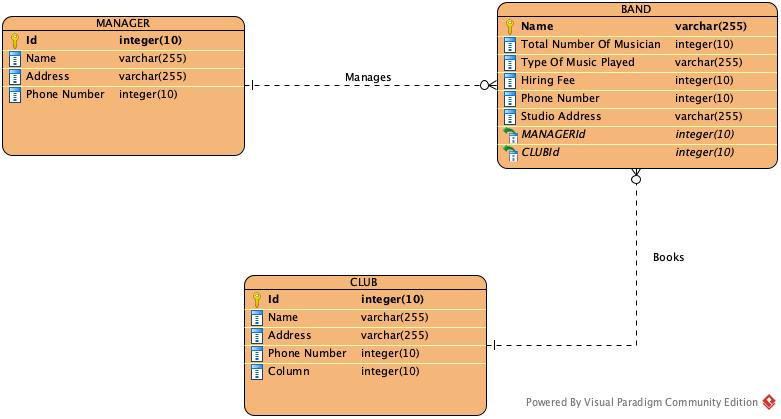 MANAGER
Id integer(10)
Name varchar(255)
Address varchar(255)
Phone Number integer(10)
Manages
BAND
Name varchar(255)
Total Number Of Musician integer(10)
Type Of Music Played varchar(255)
Hiring Fee integer(10)
Phone Number integer(10)
Studio Address varchar(255)
MANAGERId integer(10)
CLUBId integer(10)
Books
CLUB
Id integer(10)
Name varchar(255)
Address varchar(255)
Phone Number integer(10)
Column integer(10)
Powered By Visual Paradigm Community Edition